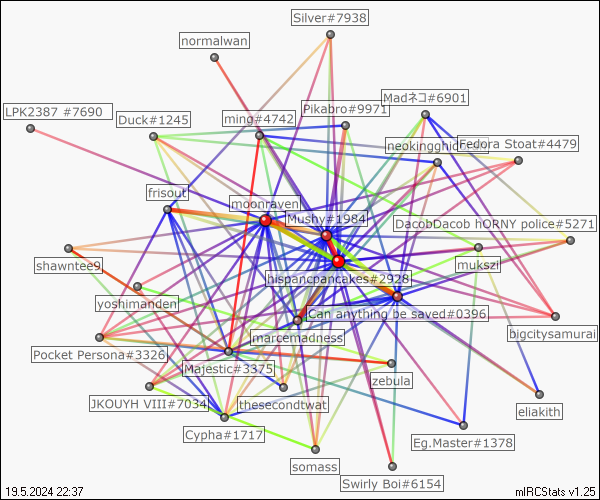 Silver#7938
normalwan
Madネコ#6901
LPK2387 #7690
Pikabro#9971
Duck#1245
ming#4742
Fedora Stoat#4479
frisout
moonraven
Mushy#1984
DacobDacob hORNY police#5271
shawntee9
mukszi
hispancpancakes#2928
yoshimanden
Can anything be saved#0396
bigcitysamurai
marcemadness
Pocket Persona#3326
Majestic#3375
zebula
JKOUYH VIII#7034
thesecondtwat
eliakith
Cypha#1717
Eg.Master#1378
somass
Swirly Boi#6154
19.5.2024 22:37
mIRCStats v1.25